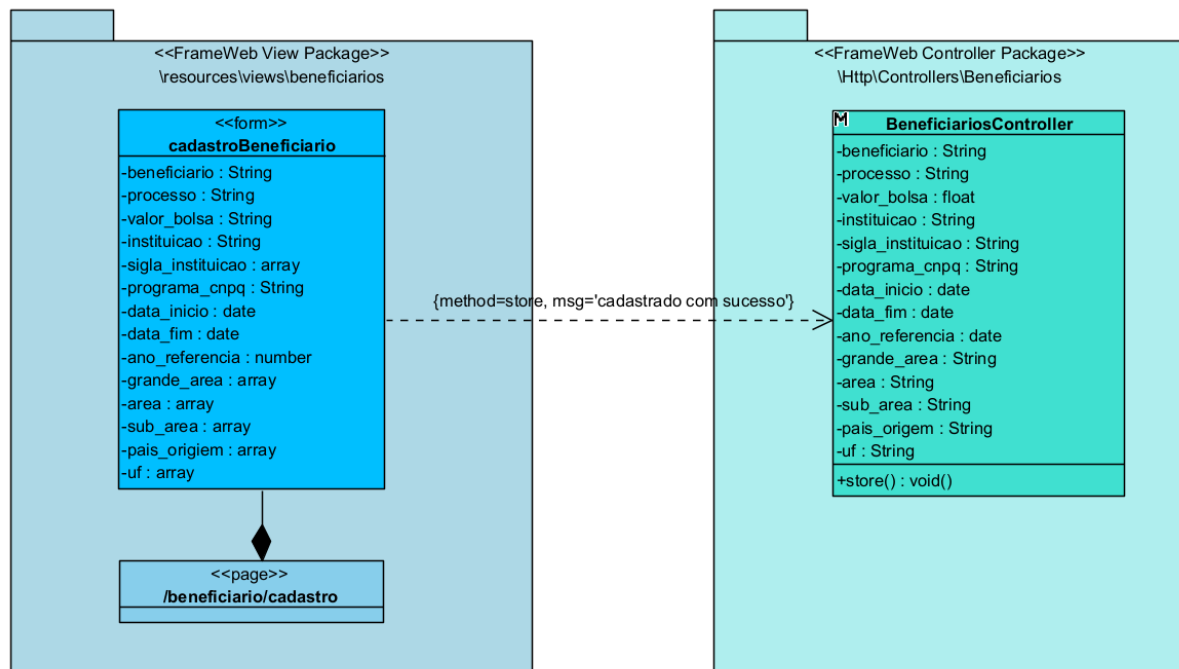 <<FrameWeb View Package>>
\resources\views\beneficiarios
<<form>>
cadastroBeneficiario
-beneficiario : String
-processo : String
-valor_bolsa : String
-instituicao : String
-sigla_instituicao : array
-programa_cnpq : String
-data_inicio : date
-data_fim : date
-ano_referencia : number
-grande_area : array
-area : array
-sub_area : array
-pais_origiem : array
-uf : array
<<page>>
/beneficiario/cadastro
{method=store, msg='cadastrado com sucesso'}
<<FrameWeb Controller Package>>
\Http\Controllers\Beneficiarios
M
BeneficiariosController
-beneficiario : String
-processo : String
-valor_bolsa : float
-instituicao : String
-sigla_instituicao : String
-programa_cnpq : String
-data_inicio : date
-data_fim : date
-ano_referencia : date
-grande_area : String
-area : String
-sub_area : String
-pais_origem : String
-uf : String
+store() : void()